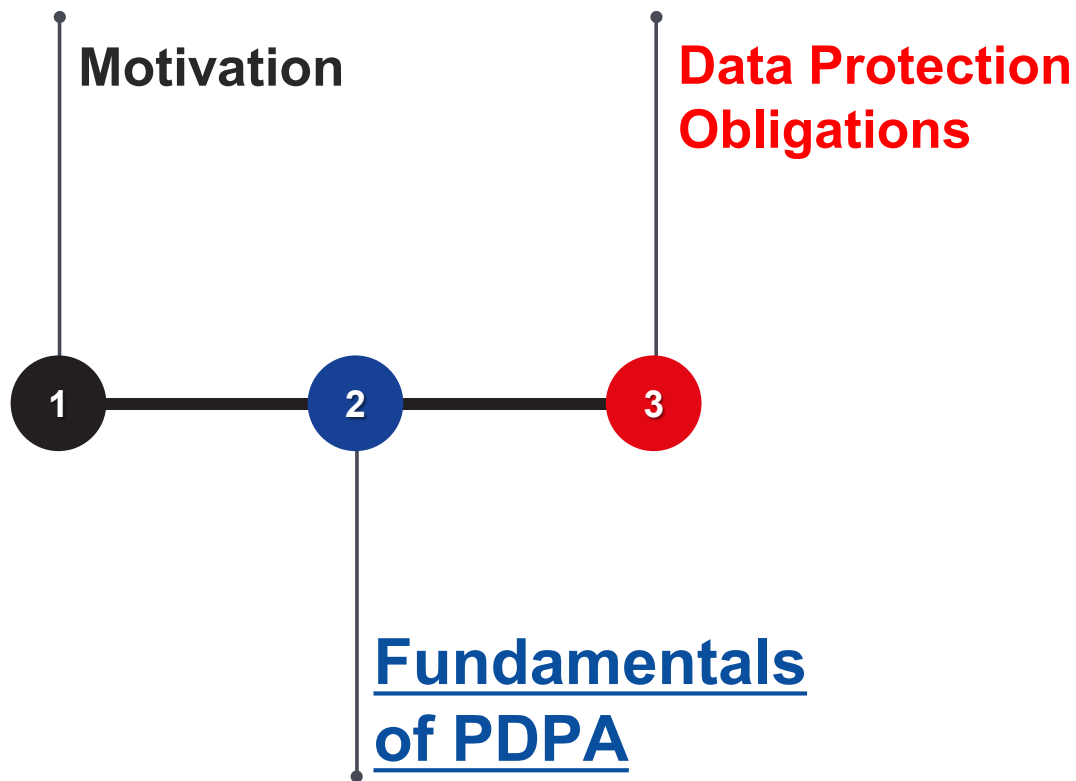 Motivation
Data Protection
Obligations
1
2
3
Fundamentals
of PDPA